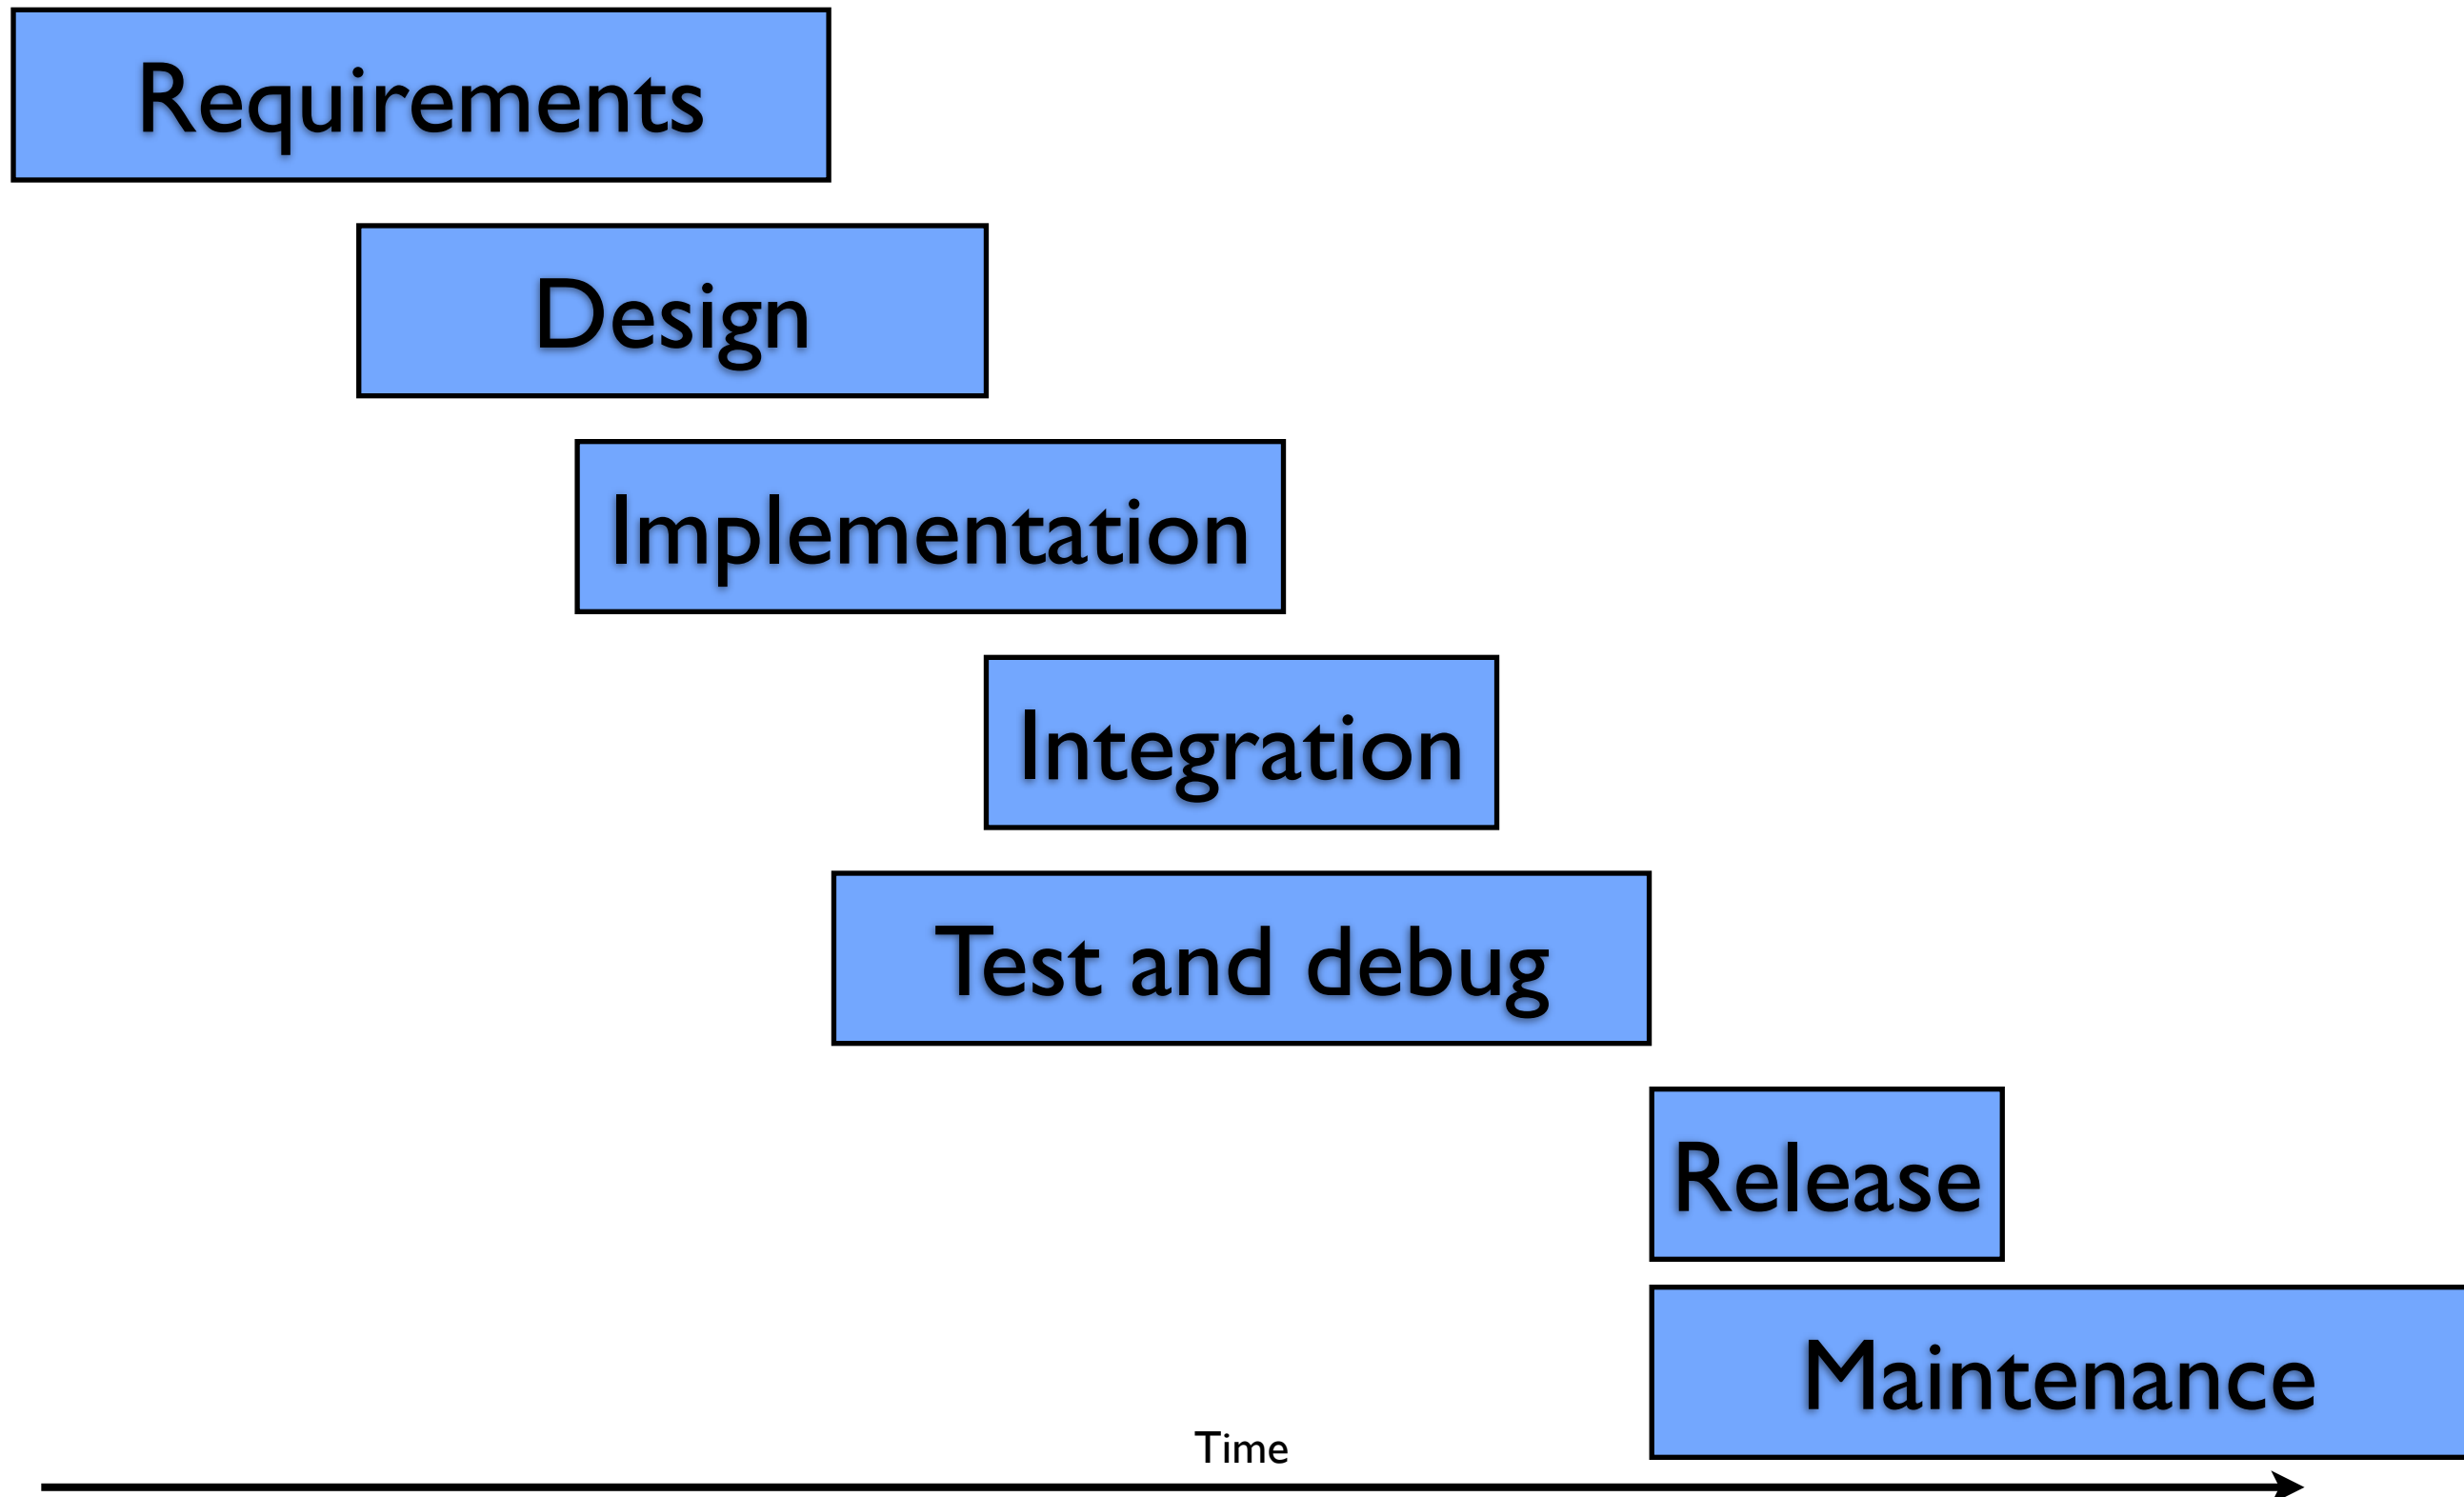 Requirements
Design
Implementation
Integration
Test and debug
Release
Maintenance
Time